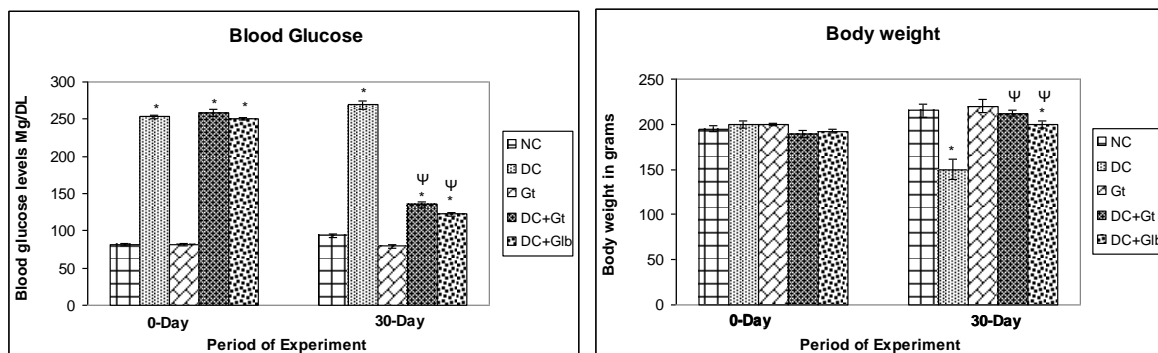 Blood Glucose
Blood glucose levels Mg/DL
300
250
200
150
100
50
0
* * * * Ψ Ψ
* *
0-Day 30-Day
Period of Experiment
NC
DC
Gt
DC+Gt
DC+Glb
Body weight
Body weight in grams
250
200
150
100
50
0
Ψ Ψ
* *
0-Day 30-Day
Period of Experiment
NC
DC
Gt
DC+Gt
DC+Glb